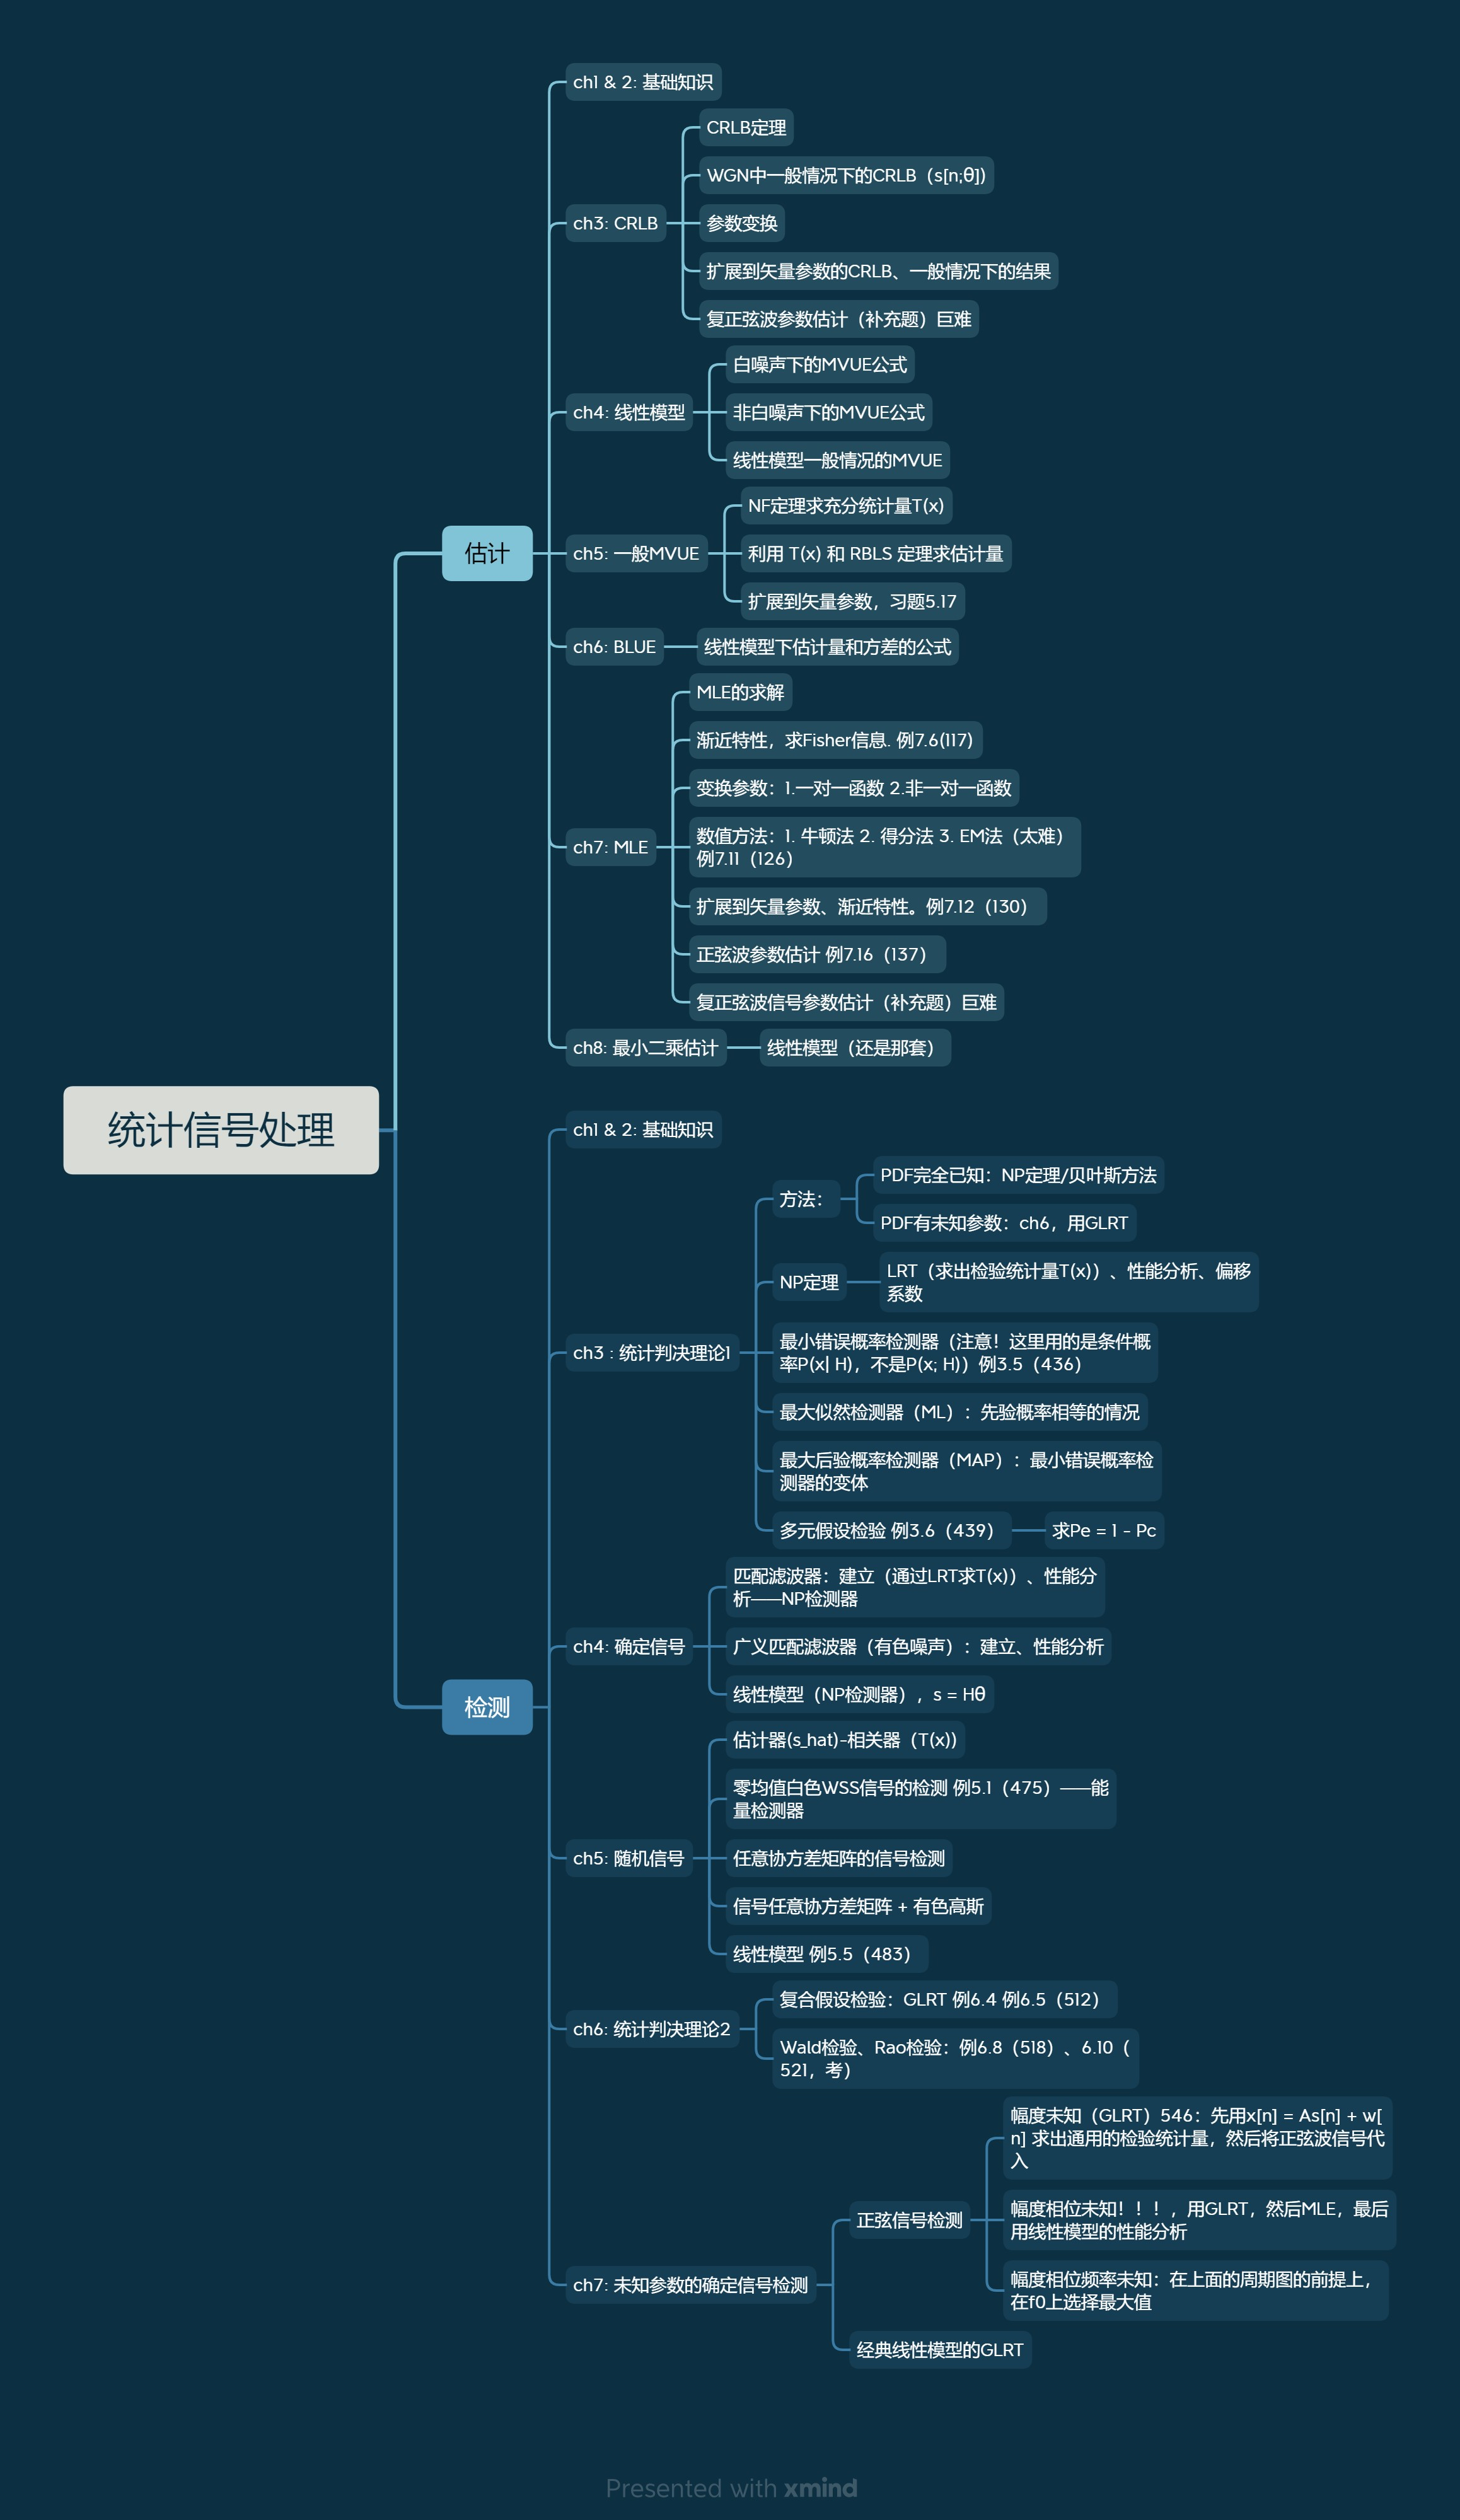 统计信号处理
估计
ch1 & 2: 基础知识
ch3: CRLB
CRLB定理
WGN中一般情况下的CRLB（s[n;θ])
参数变换
扩展到矢量参数的CRLB、一般情况下的结果
复正弦波参数估计（补充题）巨难
ch4: 线性模型
白噪声下的MVUE公式
非白噪声下的MVUE公式
线性模型一般情况的MVUE
ch5: 一般MVUE
NF定理求充分统计量T(x)
利用 T(x) 和 RBLS 定理求估计量
扩展到矢量参数，习题5.17
ch6: BLUE
线性模型下估计量和方差的公式
ch7: MLE
MLE的求解
渐近特性，求Fisher信息. 例7.6(117)
变换参数：1.一对一函数 2.非一对一函数
数值方法：1. 牛顿法 2. 得分法 3. EM法（太难）
例7.11（126）
扩展到矢量参数、渐近特性。例7.12（130）
正弦波参数估计 例7.16（137）
复正弦波信号参数估计（补充题）巨难
ch8: 最小二乘估计
线性模型（还是那套）
检测
ch1 & 2: 基础知识
ch3 : 统计判决理论1
方法：
PDF完全已知：NP定理/贝叶斯方法
PDF有未知参数：ch6，用GLRT
NP定理
LRT（求出检验统计量T(x)）、性能分析、偏移
系数
最小错误概率检测器（注意！这里用的是条件概
率P(x| H)，不是P(x; H)）例3.5（436）
最大似然检测器（ML）：先验概率相等的情况
最大后验概率检测器（MAP）：最小错误概率检
测器的变体
多元假设检验 例3.6（439）
求Pe = 1 - Pc
ch4: 确定信号
匹配滤波器：建立（通过LRT求T(x)）、性能分
析——NP检测器
广义匹配滤波器（有色噪声）：建立、性能分析
线性模型（NP检测器），s = Hθ
ch5: 随机信号
估计器(s_hat)-相关器（T(x)）
零均值白色WSS信号的检测 例5.1（475）——能
量检测器
任意协方差矩阵的信号检测
信号任意协方差矩阵 + 有色高斯
线性模型 例5.5（483）
ch6: 统计判决理论2
复合假设检验：GLRT 例6.4 例6.5（512）
Wald检验、Rao检验：例6.8（518）、6.10（
521，考）
ch7: 未知参数的确定信号检测
正弦信号检测
幅度未知（GLRT）546：先用x[n] = As[n] + w[
n] 求出通用的检验统计量，然后将正弦波信号代
入
幅度相位未知！！！，用GLRT，然后MLE，最后
用线性模型的性能分析
幅度相位频率未知：在上面的周期图的前提上，
在f0上选择最大值
经典线性模型的GLRT
Presented with xmind